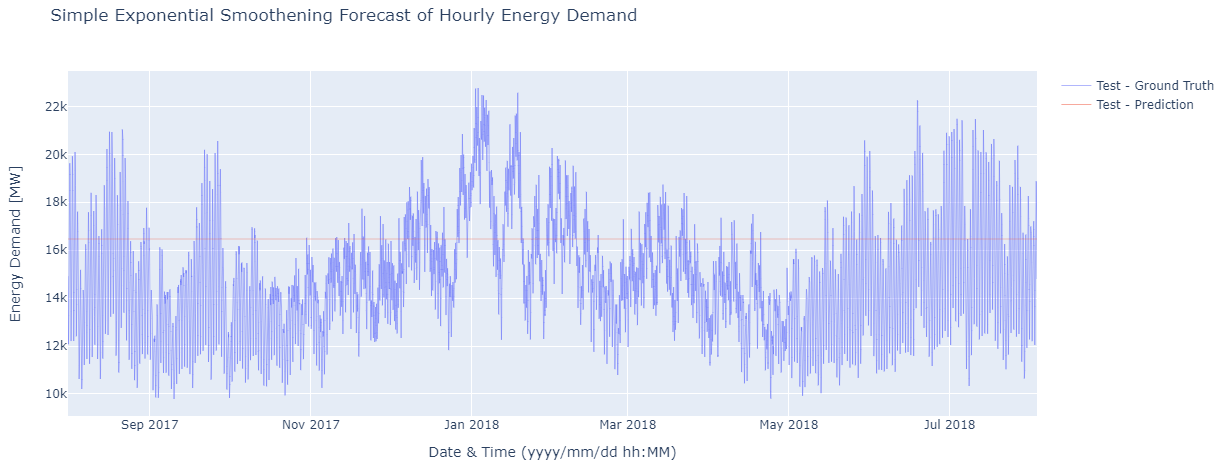 Simple Exponential Smoothening Forecast of Hourly Energy Demand
Test - Ground Truth
Test - Prediction
Energy Demand [MW]
22k
20k
18k
16k
14k
12k
10k
Sep 2017
Nov 2017
Jan 2018
Mar 2018
May 2018
Jul 2018
Date & Time (yyyy/mm/dd hh:MM)